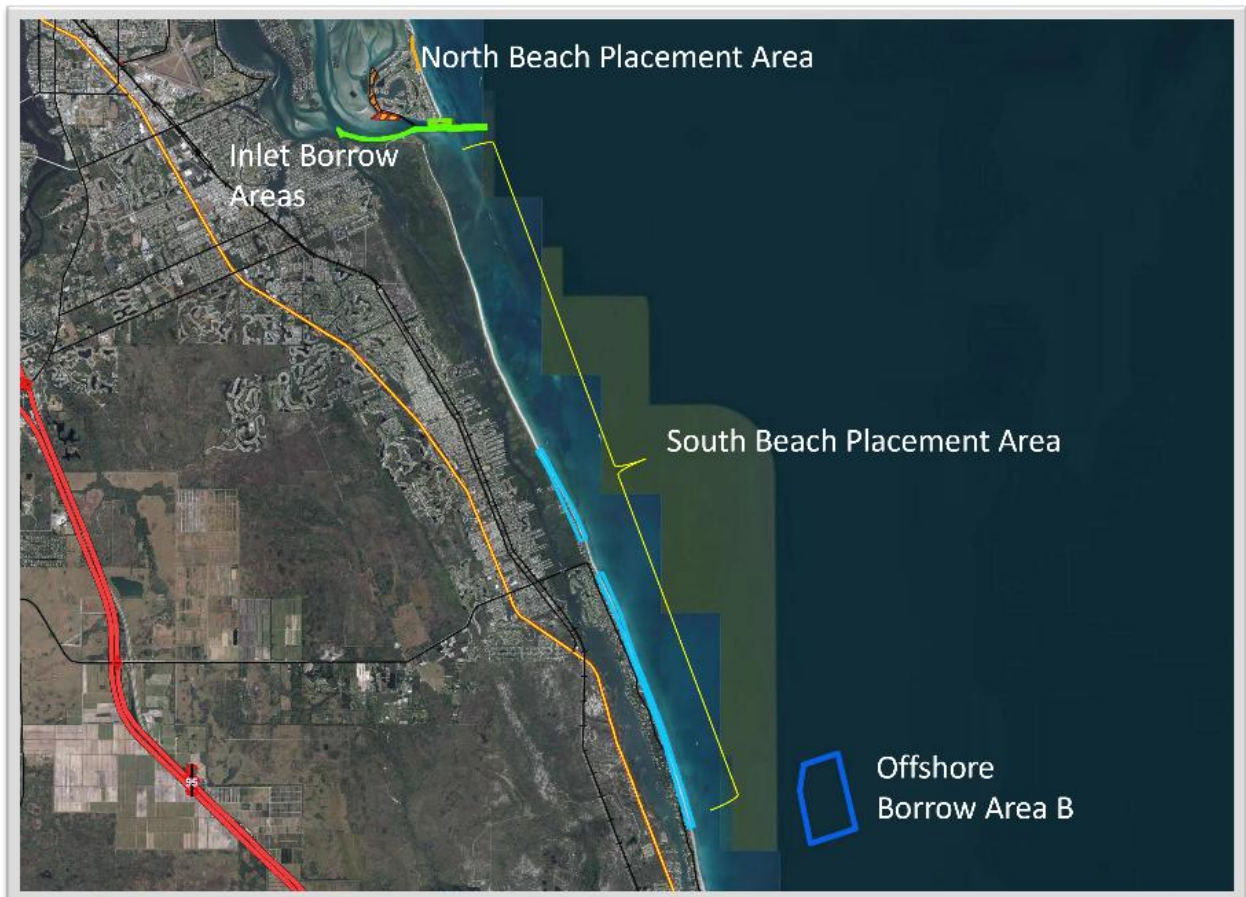 North Beach Placement Area
Inlet Borrow
Areas
South Beach Placement Area
Offshore
Borrow Area B
95